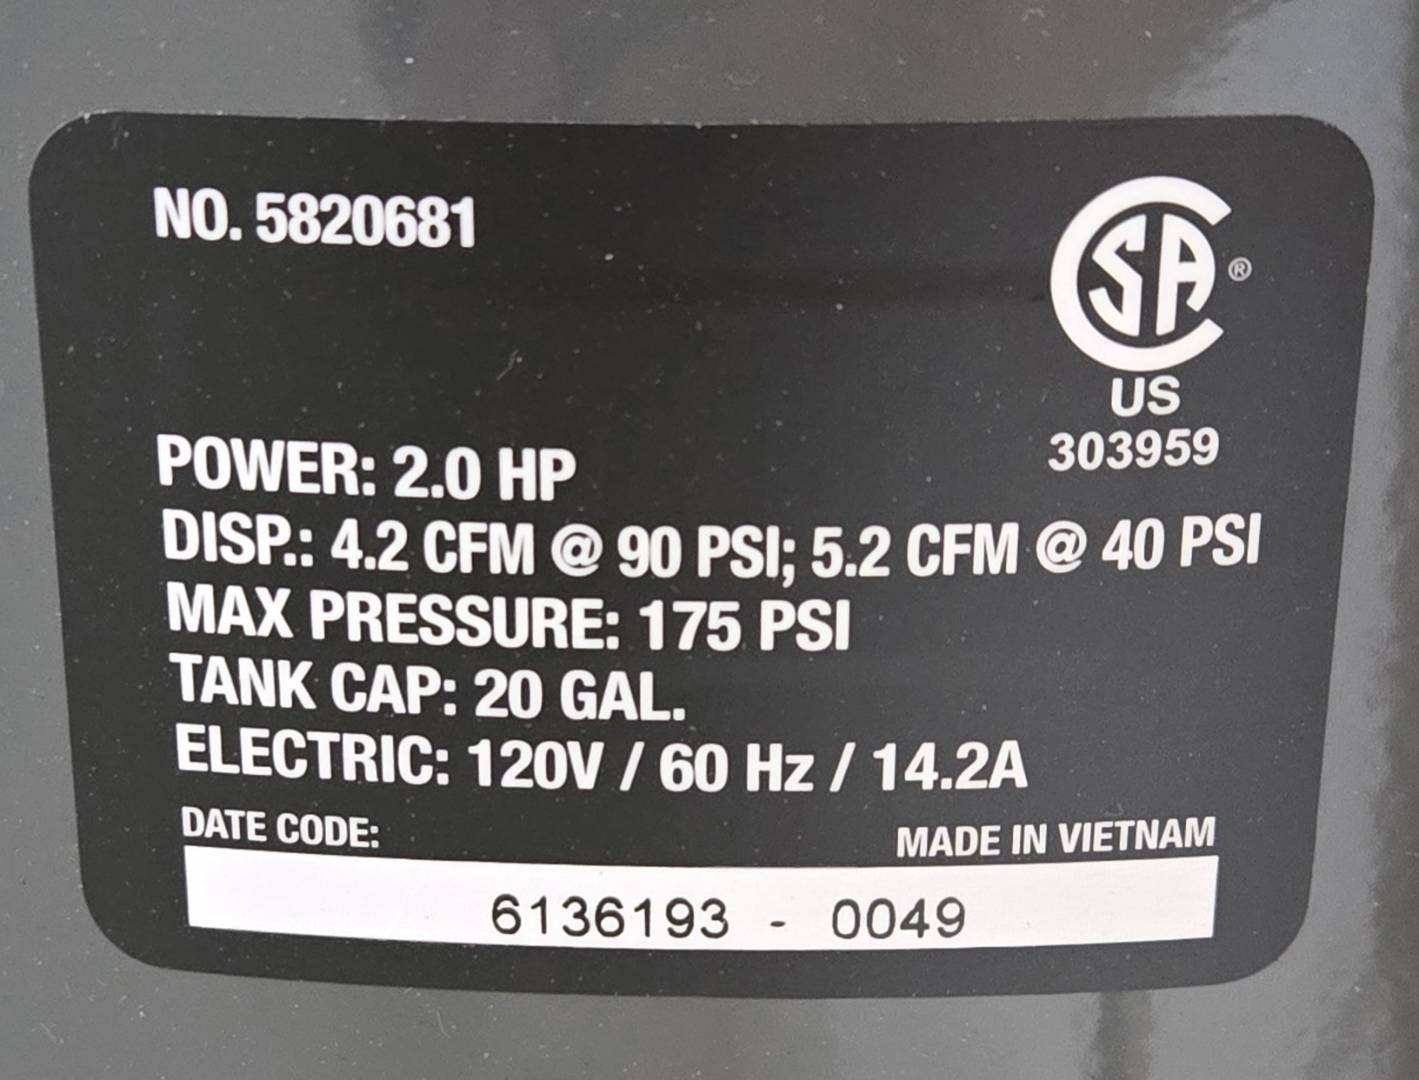 NO. 5820681
CSA®
US
303959
POWER: 2.0 HP
DISP.: 4.2 CFM @ 90 PSI; 5.2 CFM @ 40 PSI
MAX PRESSURE: 175 PSI
TANK CAP: 20 GAL.
ELECTRIC: 120V / 60 Hz / 14.2A
DATE CODE:
MADE IN VIETNAM
6136193 - 0049